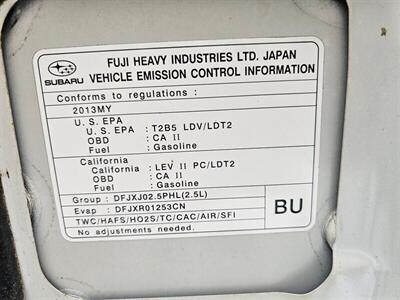 SUBARU
FUJI HEAVY INDUSTRIES LTD. JAPAN
VEHICLE EMISSION CONTROL INFORMATION
Conforms to regulations :
2013MY
U. S. EPA
U. S. EPA : T2B5 LDV/LDT2
OBD : CA II
Fuel : Gasoline
California
California : LEV II PC/LDT2
OBD : CA II
Fuel : Gasoline
Group : DFJXJ02.5PHL(2.5L)
Evap : DFJXR01253CN
TWC/HAFS/HO2S/TC/CAC/AIR/SFI
No adjustments needed.
BU